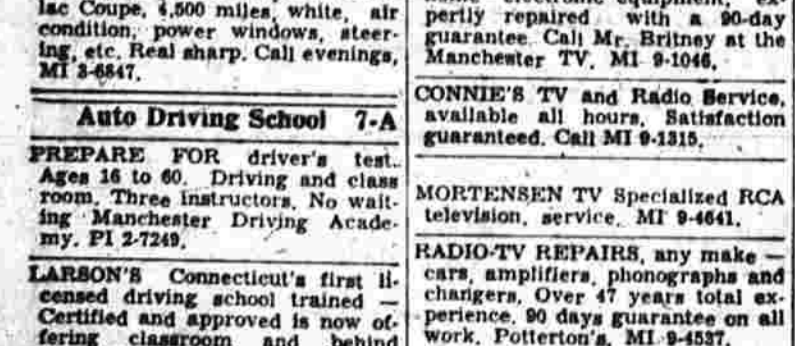 lac Coupe, 4,500 miles, white, air
condition, power windows, steer-
ing, etc. Real sharp. Call evenings,
MI 3-6847.
Auto Driving School 7-A
PREPARE FOR driver's test.
Ages 16 to 60. Driving and class
room. Three instructors. No wait-
ing Manchester Driving Acade-
my. PI 2-7249.
LARSON'S Connecticut's first li-
censed driving school trained —
Certified and approved is now of-
fering classroom and behind
pertly repaired with a 90-day
guarantee. Call Mr. Britney at the
Manchester TV. MI 9-1046.
CONNIE'S TV and Radio Service,
available all hours. Satisfaction
guaranteed. Call MI 9-1315.
MORTENSEN TV Specialized RCA
television, service. MI 9-4641.
RADIO-TV REPAIRS, any make —
cars, amplifiers, phonographs and
changers. Over 47 years total ex-
perience. 90 days guarantee on all
work. Potterton's. MI 9-4537.